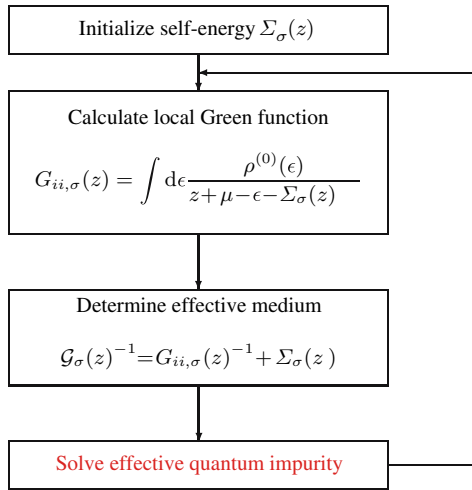 Initialize self-energy Σσ(z)
Calculate local Green function
G_{ii,σ}(z) = ∫ dϵ ρ^{(0)}(ϵ) / (z + μ − ϵ − Σ_σ(z))
Determine effective medium
𝒢_σ(z)^{−1} = G_{ii,σ}(z)^{−1} + Σ_σ(z)
Solve effective quantum impurity